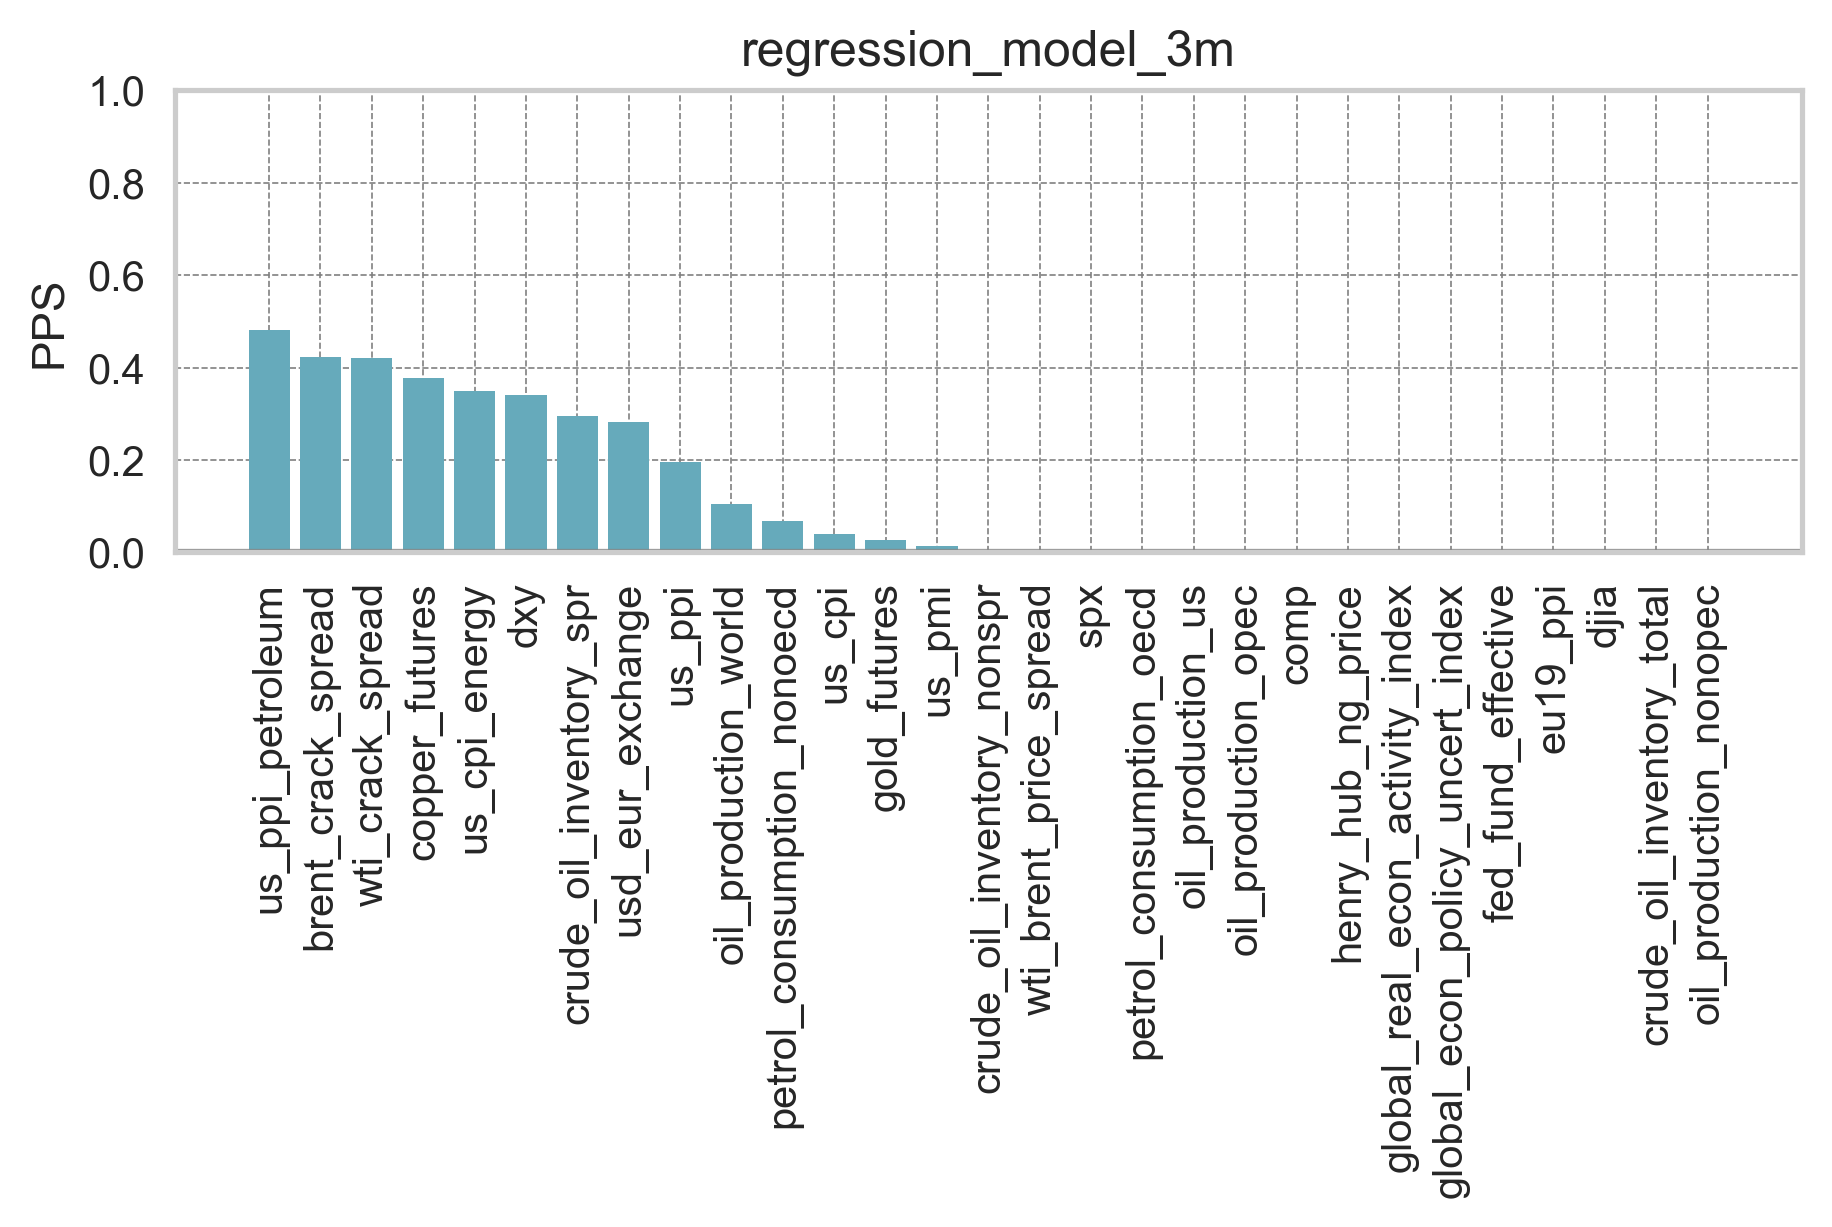 regression_model_3m
PPS
1.0
0.8
0.6
0.4
0.2
0.0
us_ppi_petroleum
brent_crack_spread
wti_crack_spread
copper_futures
us_cpi_energy
dxy
crude_oil_inventory_spr
usd_eur_exchange
us_ppi
oil_production_world
petrol_consumption_nonoecd
us_cpi
gold_futures
us_pmi
crude_oil_inventory_nonspr
wti_brent_price_spread
spx
petrol_consumption_oecd
oil_production_us
oil_production_opec
comp
henry_hub_ng_price
global_real_econ_activity_index
global_econ_policy_uncert_index
fed_fund_effective
eu19_ppi
djia
crude_oil_inventory_total
oil_production_nonopec